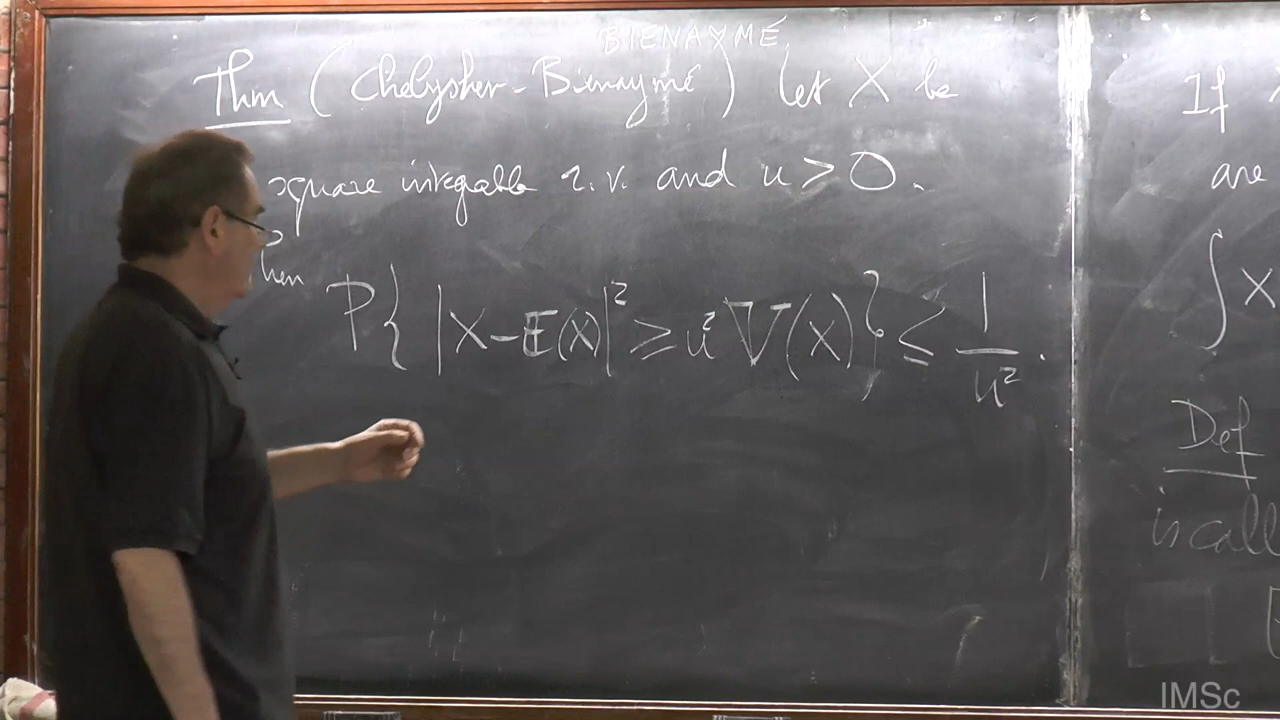 BIENAYMÉ
Thm (Chebyshev-Bienaymé) Let X be
square integrable r.v. and u > 0.
Then
P{ |X-E(X)|² ≥ u² V(X) } ≤ 1/u².
If
are
∫ X
Def
is call
IMSc